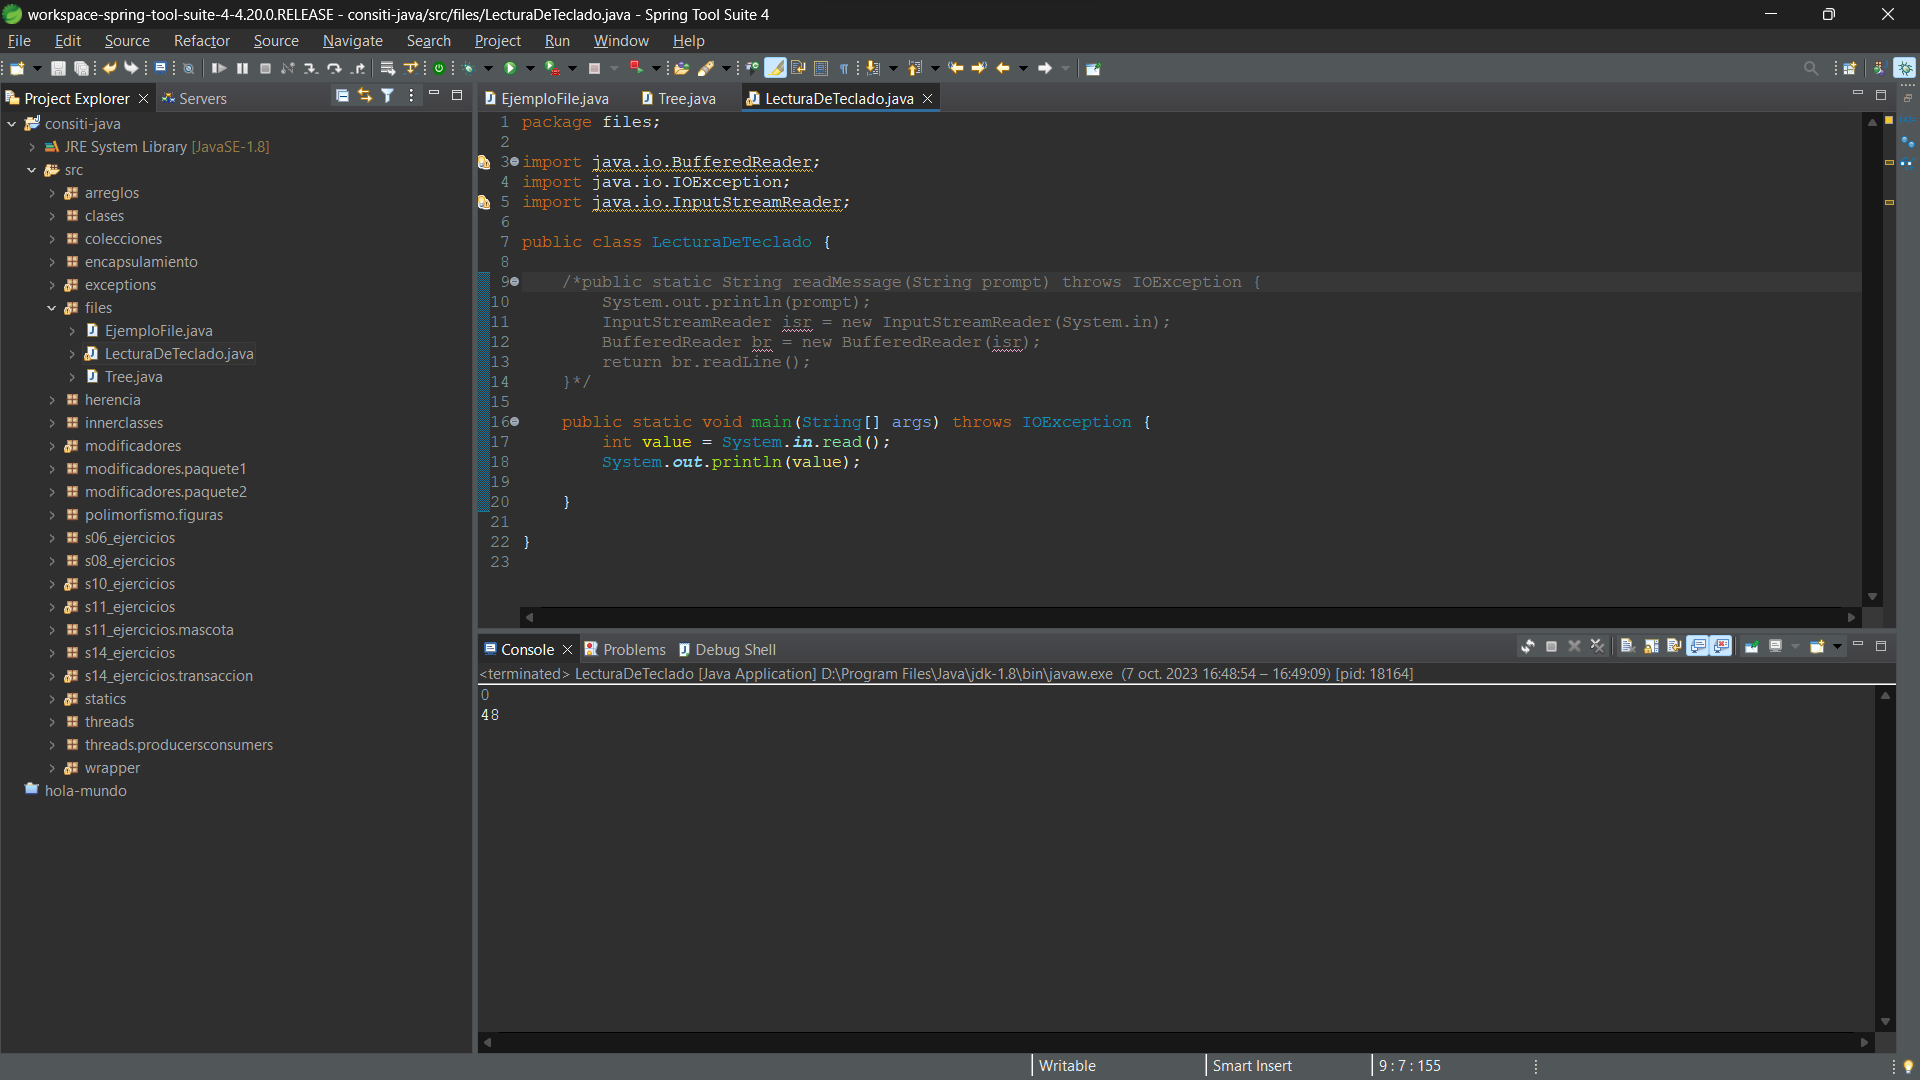 workspace-spring-tool-suite-4-4.20.0.RELEASE - consiti-java/src/files/LecturaDeTeclado.java - Spring Tool Suite 4
File Edit Source Refactor Source Navigate Search Project Run Window Help
Project Explorer Servers
consiti-java
JRE System Library [JavaSE-1.8]
src
arreglos
clases
colecciones
encapsulamiento
exceptions
files
EjemploFile.java
LecturaDeTeclado.java
Tree.java
herencia
innerclasses
modificadores
modificadores.paquete1
modificadores.paquete2
polimorfismo.figuras
s06_ejercicios
s08_ejercicios
s10_ejercicios
s11_ejercicios
s11_ejercicios.mascota
s14_ejercicios
s14_ejercicios.transaccion
statics
threads
threads.producersconsumers
wrapper
hola-mundo
EjemploFile.java Tree.java LecturaDeTeclado.java
1 package files;
2
3 import java.io.BufferedReader;
4 import java.io.IOException;
5 import java.io.InputStreamReader;
6
7 public class LecturaDeTeclado {
8
9 /*public static String readMessage(String prompt) throws IOException {
10 System.out.println(prompt);
11 InputStreamReader isr = new InputStreamReader(System.in);
12 BufferedReader br = new BufferedReader(isr);
13 return br.readLine();
14 }*/
15
16 public static void main(String[] args) throws IOException {
17 int value = System.in.read();
18 System.out.println(value);
19
20 }
21
22 }
23
Console Problems Debug Shell
<terminated> LecturaDeTeclado [Java Application] D:\Program Files\Java\jdk-1.8\bin\javaw.exe (7 oct. 2023 16:48:54 – 16:49:09) [pid: 18164]
0
48
Writable Smart Insert 9 : 7 : 155